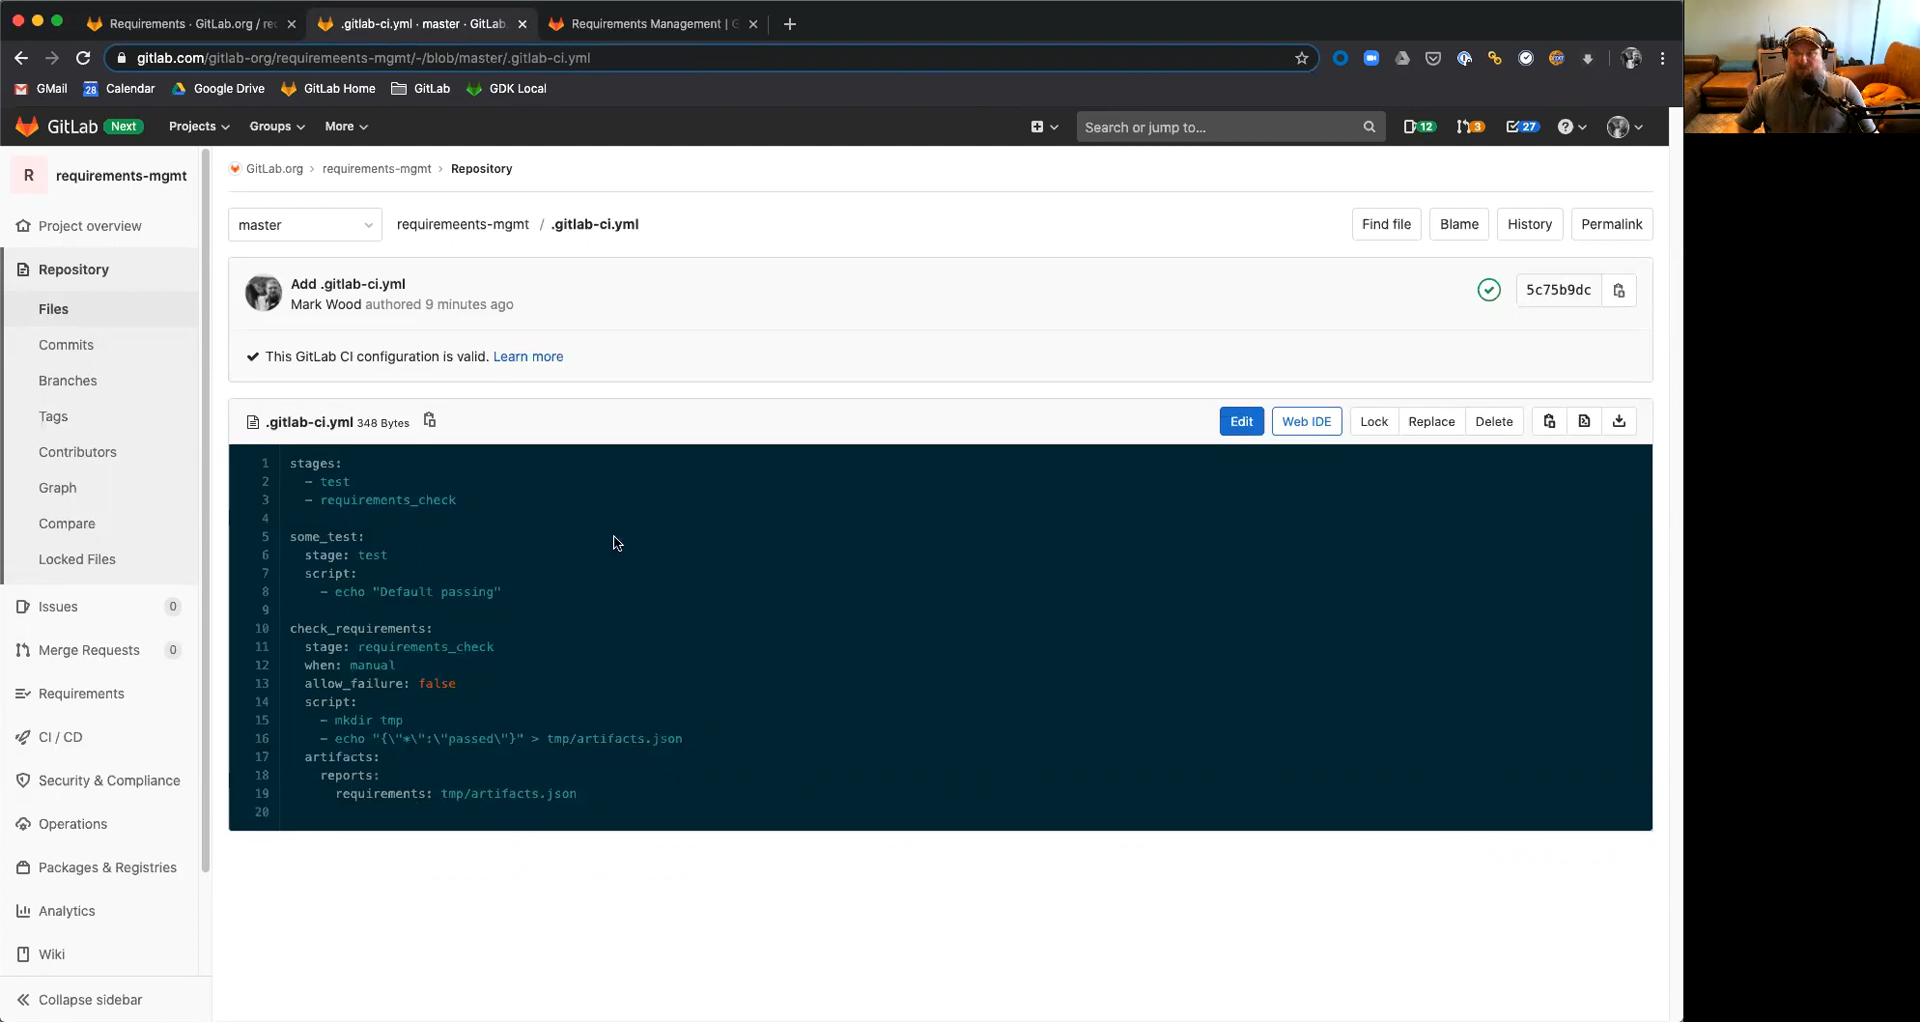 Requirements · GitLab.org / rec
.gitlab-ci.yml · master · GitLab
Requirements Management | G
gitlab.com/gitlab-org/requiremeents-mgmt/-/blob/master/.gitlab-ci.yml
GMail
28 Calendar
Google Drive
GitLab Home
GitLab
GDK Local
GitLab Next
Projects
Groups
More
Search or jump to...
12
3
27
R requirements-mgmt
Project overview
Repository
Files
Commits
Branches
Tags
Contributors
Graph
Compare
Locked Files
Issues 0
Merge Requests 0
Requirements
CI / CD
Security & Compliance
Operations
Packages & Registries
Analytics
Wiki
Collapse sidebar
GitLab.org › requirements-mgmt › Repository
master
requiremeents-mgmt / .gitlab-ci.yml
Find file
Blame
History
Permalink
Add .gitlab-ci.yml
Mark Wood authored 9 minutes ago
5c75b9dc
This GitLab CI configuration is valid. Learn more
.gitlab-ci.yml 348 Bytes
Edit
Web IDE
Lock
Replace
Delete
1 stages:
2 - test
3 - requirements_check
4
5 some_test:
6 stage: test
7 script:
8 - echo "Default passing"
9
10 check_requirements:
11 stage: requirements_check
12 when: manual
13 allow_failure: false
14 script:
15 - mkdir tmp
16 - echo "{\"*\":\"passed\"}" > tmp/artifacts.json
17 artifacts:
18 reports:
19 requirements: tmp/artifacts.json
20